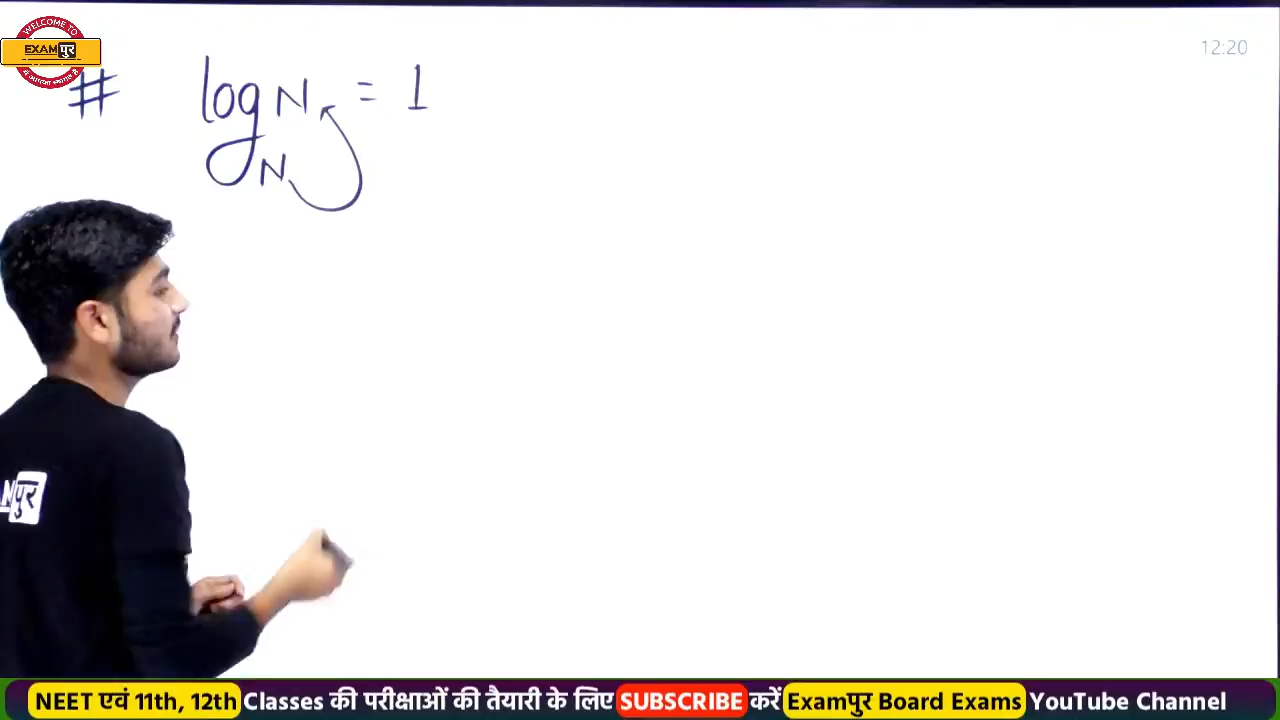 WELCOME TO
EXAMपुर
12:20
# log_N N = 1
Nपुर
NEET एवं 11th, 12th Classes की परीक्षाओं की तैयारी के लिए SUBSCRIBE करें Examपुर Board Exams YouTube Channel